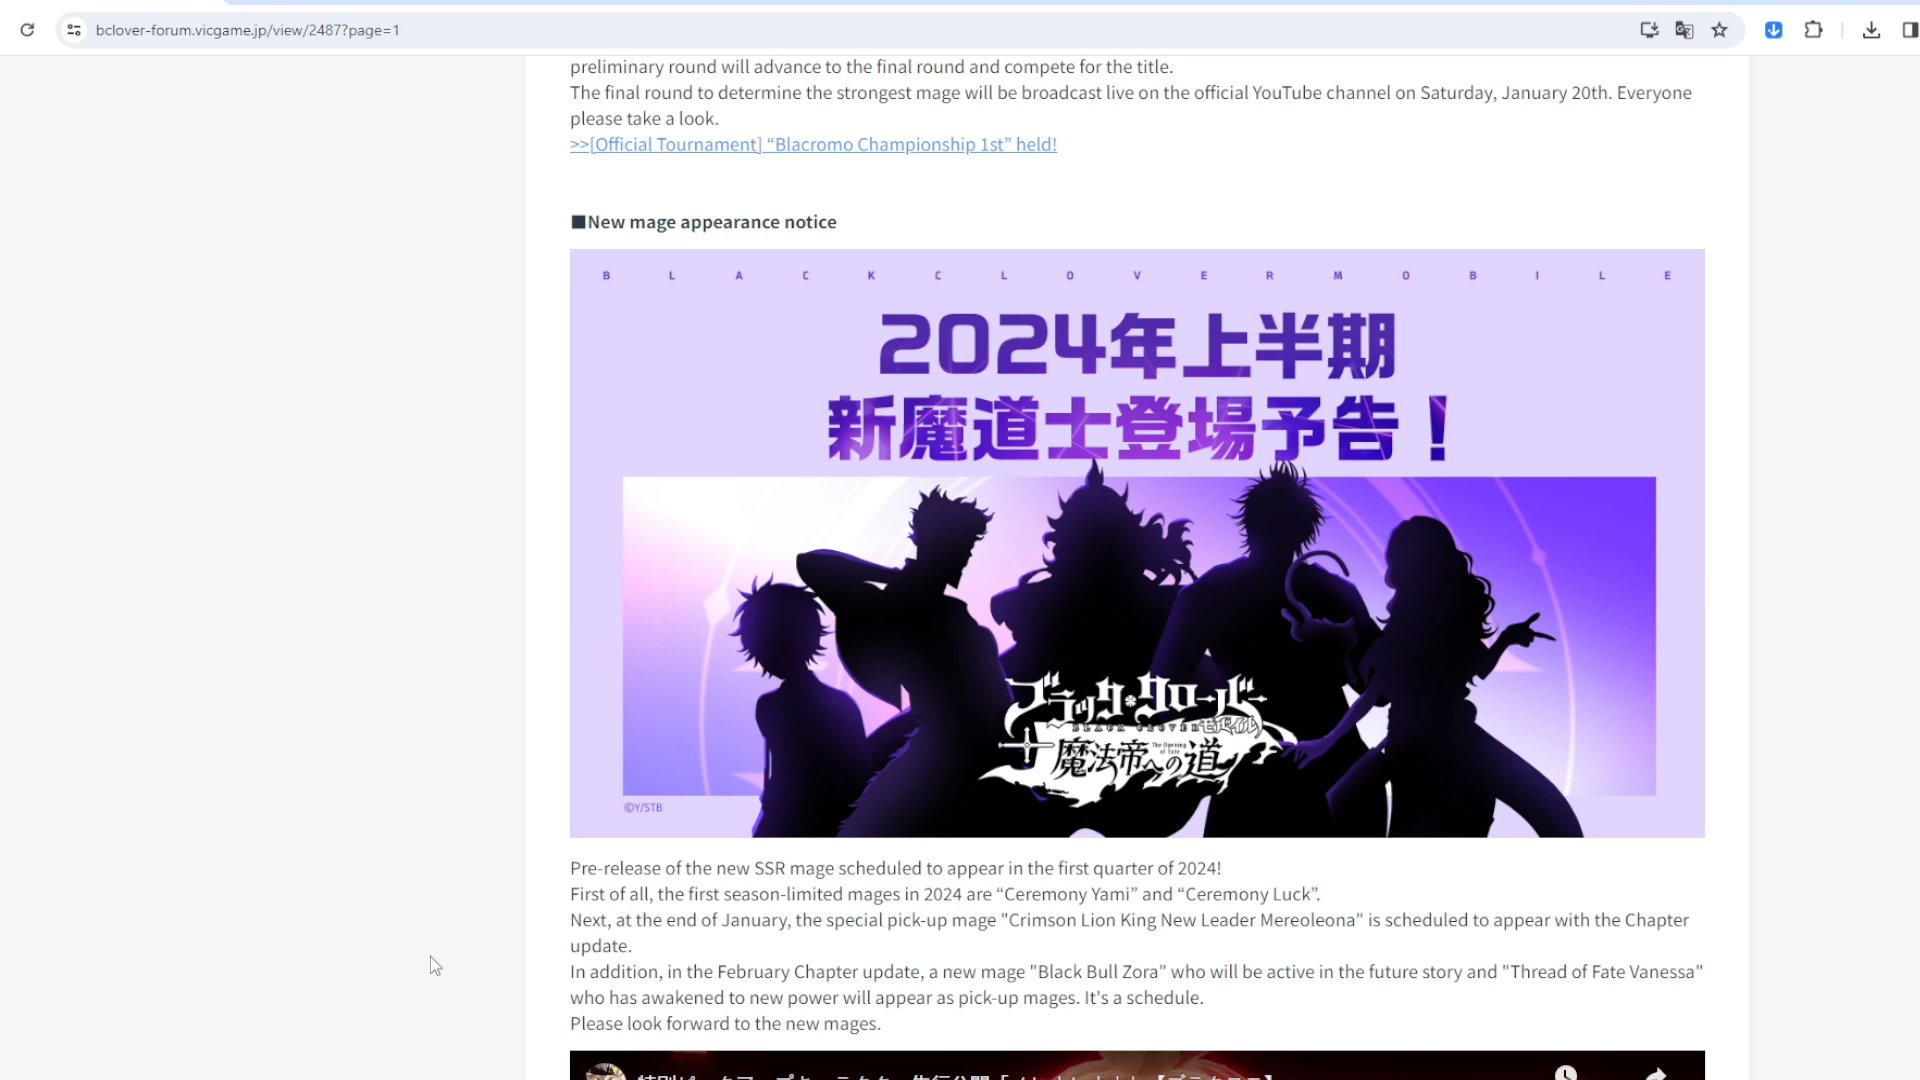 bclover-forum.vicgame.jp/view/2487?page=1
preliminary round will advance to the final round and compete for the title.
The final round to determine the strongest mage will be broadcast live on the official YouTube channel on Saturday, January 20th. Everyone
please take a look.
>>[Official Tournament] “Blacromo Championship 1st” held!
■New mage appearance notice
B L A C K C L O V E R M O B I L E
2024年上半期
新魔道士登場予告！
ブラッククローバー
BLACK CLOVER モバイル
魔法帝への道
The Opening
of Fate
©Y/STB
Pre-release of the new SSR mage scheduled to appear in the first quarter of 2024!
First of all, the first season-limited mages in 2024 are “Ceremony Yami” and “Ceremony Luck”.
Next, at the end of January, the special pick-up mage "Crimson Lion King New Leader Mereoleona" is scheduled to appear with the Chapter
update.
In addition, in the February Chapter update, a new mage "Black Bull Zora" who will be active in the future story and "Thread of Fate Vanessa"
who has awakened to new power will appear as pick-up mages. It's a schedule.
Please look forward to the new mages.